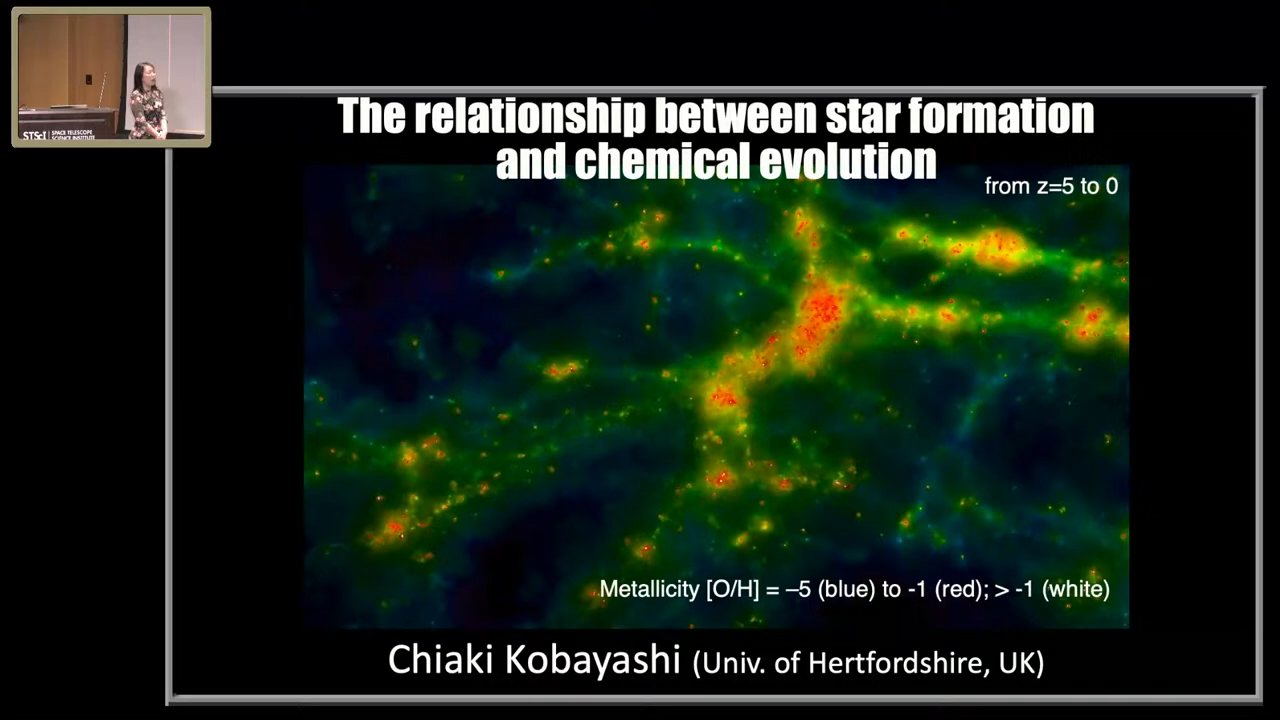 The relationship between star formation
and chemical evolution
from z=5 to 0
Metallicity [O/H] = –5 (blue) to -1 (red); > -1 (white)
Chiaki Kobayashi (Univ. of Hertfordshire, UK)
STScI | SPACE TELESCOPE
SCIENCE INSTITUTE